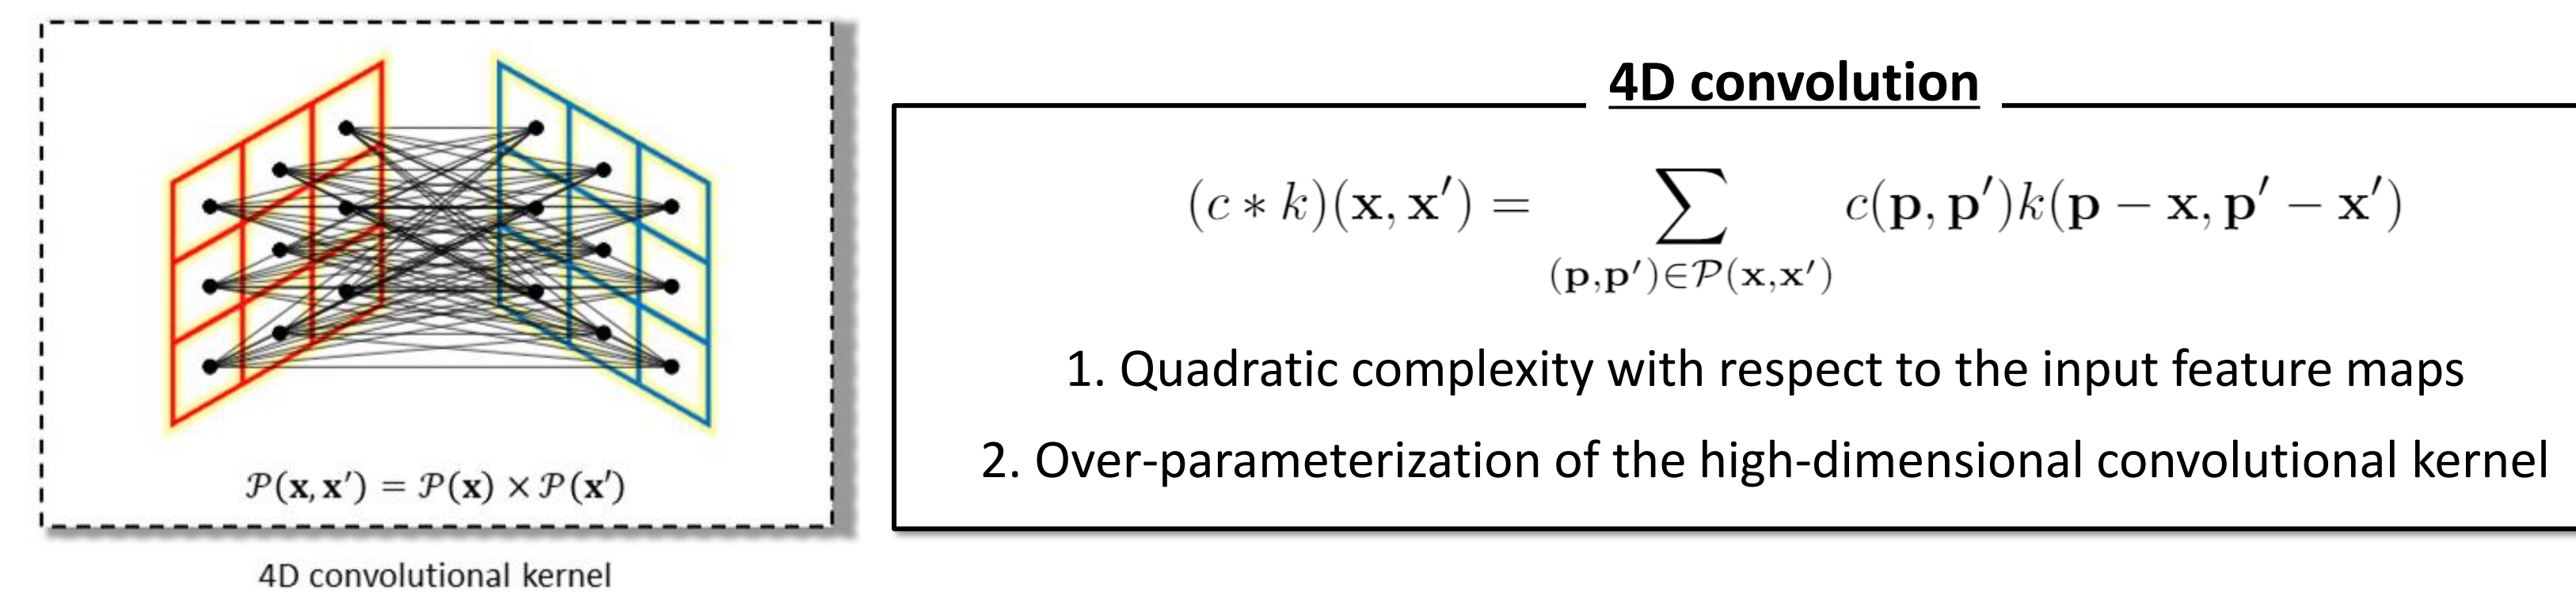 𝒫(𝐱, 𝐱′) = 𝒫(𝐱) × 𝒫(𝐱′)
4D convolutional kernel
4D convolution
(c ∗ k)(𝐱, 𝐱′) = ∑ c(𝐩, 𝐩′)k(𝐩 − 𝐱, 𝐩′ − 𝐱′)
(𝐩,𝐩′)∈𝒫(𝐱,𝐱′)
1. Quadratic complexity with respect to the input feature maps
2. Over-parameterization of the high-dimensional convolutional kernel